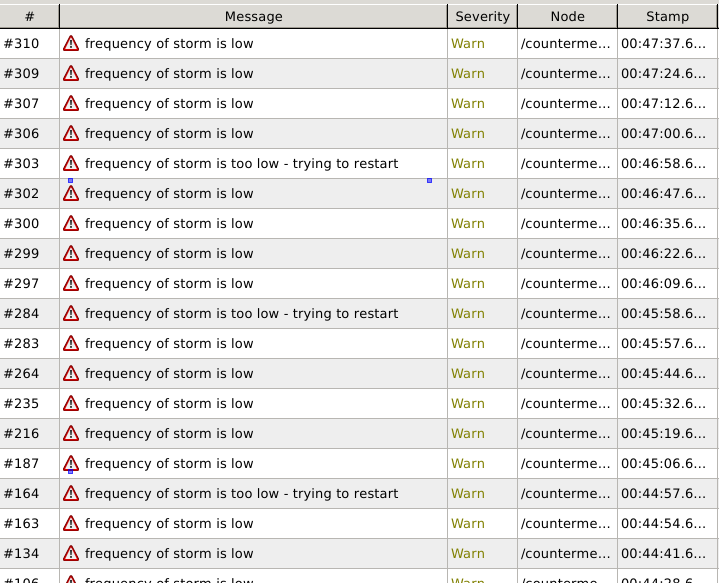 # Message Severity Node Stamp
#310 frequency of storm is low Warn /counterme... 00:47:37.6...
#309 frequency of storm is low Warn /counterme... 00:47:24.6...
#307 frequency of storm is low Warn /counterme... 00:47:12.6...
#306 frequency of storm is low Warn /counterme... 00:47:00.6...
#303 frequency of storm is too low - trying to restart Warn /counterme... 00:46:58.6...
#302 frequency of storm is low Warn /counterme... 00:46:47.6...
#300 frequency of storm is low Warn /counterme... 00:46:35.6...
#299 frequency of storm is low Warn /counterme... 00:46:22.6...
#297 frequency of storm is low Warn /counterme... 00:46:09.6...
#284 frequency of storm is too low - trying to restart Warn /counterme... 00:45:58.6...
#283 frequency of storm is low Warn /counterme... 00:45:57.6...
#264 frequency of storm is low Warn /counterme... 00:45:44.6...
#235 frequency of storm is low Warn /counterme... 00:45:32.6...
#216 frequency of storm is low Warn /counterme... 00:45:19.6...
#187 frequency of storm is low Warn /counterme... 00:45:06.6...
#164 frequency of storm is too low - trying to restart Warn /counterme... 00:44:57.6...
#163 frequency of storm is low Warn /counterme... 00:44:54.6...
#134 frequency of storm is low Warn /counterme... 00:44:41.6...
#106 frequency of storm is low Warn /counterme... 00:44:28.6...